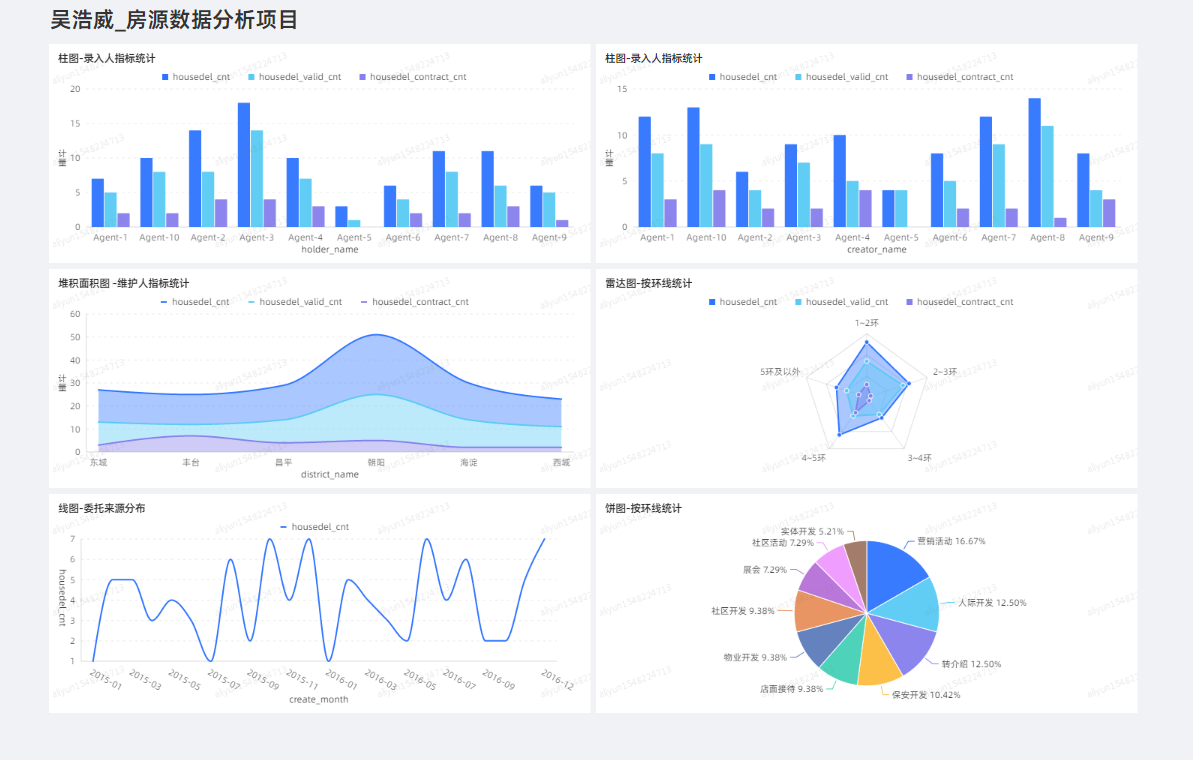 吴浩威_房源数据分析项目
柱图-录入人指标统计
housedel_cnt housedel_valid_cnt housedel_contract_cnt
20
15
10
5
0
量计
Agent-1 Agent-10 Agent-2 Agent-3 Agent-4 Agent-5 Agent-6 Agent-7 Agent-8 Agent-9
holder_name
柱图-录入人指标统计
housedel_cnt housedel_valid_cnt housedel_contract_cnt
15
10
5
0
量计
Agent-1 Agent-10 Agent-2 Agent-3 Agent-4 Agent-5 Agent-6 Agent-7 Agent-8 Agent-9
creator_name
堆积面积图 -维护人指标统计
housedel_cnt housedel_valid_cnt housedel_contract_cnt
60
50
40
30
20
10
0
量计
东城 丰台 昌平 朝阳 海淀 西城
district_name
雷达图-按环线统计
housedel_cnt housedel_valid_cnt housedel_contract_cnt
1~2环
5环及以外 2~3环
4~5环 3~4环
线图-委托来源分布
housedel_cnt
7
6
5
4
3
2
1
housedel_cnt
2015-01 2015-03 2015-05 2015-07 2015-09 2015-11 2016-01 2016-03 2016-05 2016-07 2016-09 2016-12
create_month
饼图-按环线统计
实体开发 5.21%
营销活动 16.67%
社区活动 7.29%
展会 7.29%
人际开发 12.50%
社区开发 9.38%
物业开发 9.38%
转介绍 12.50%
店面接待 9.38%
保安开发 10.42%
aliyun1548224713